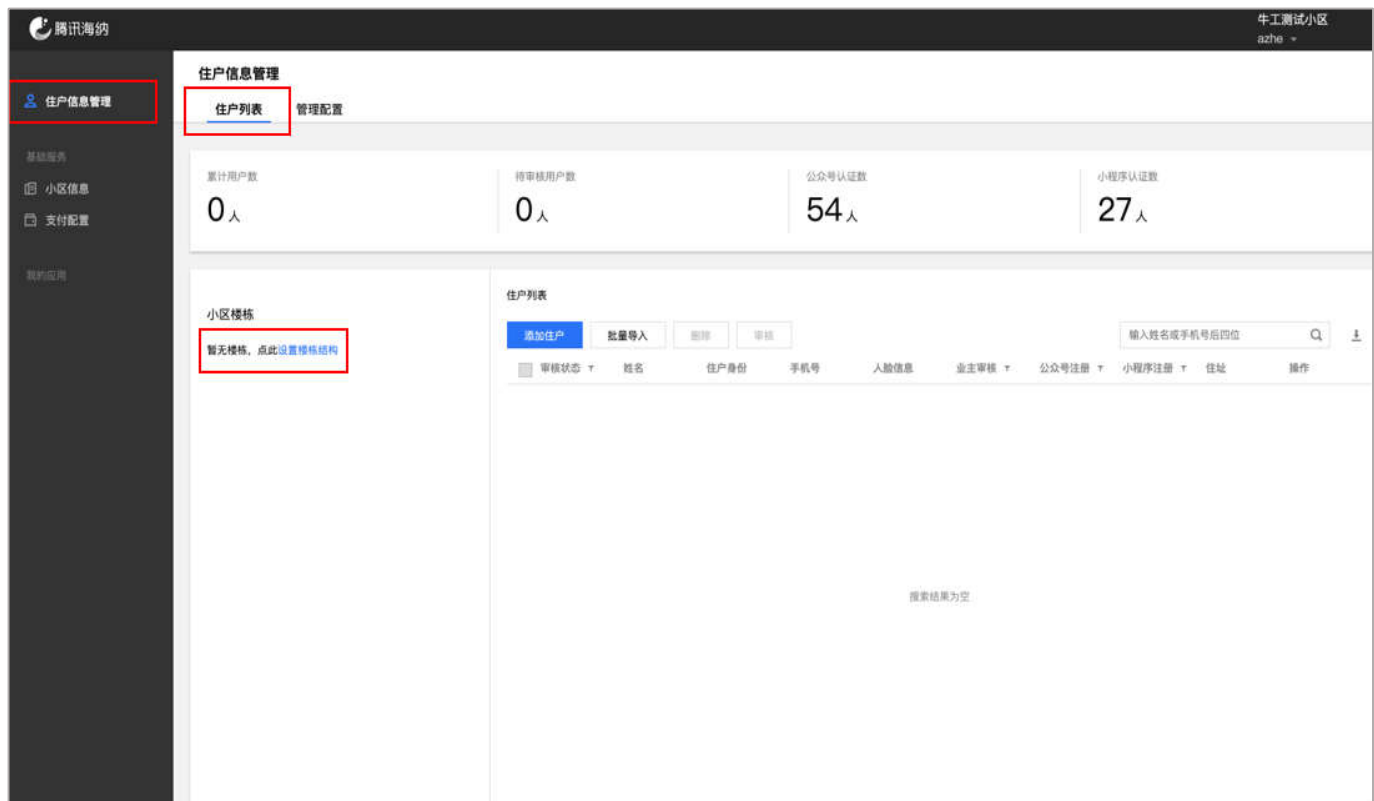 腾讯海纳
牛工测试小区
azhe
住户信息管理
基础服务
小区信息
支付配置
我的应用
住户信息管理
住户列表 管理配置
累计用户数 待审核用户数 公众号认证数 小程序认证数
0人 0人 54人 27人
小区楼栋
暂无楼栋，点此设置楼栋结构
住户列表
添加住户 批量导入 删除 审核 输入姓名或手机号后四位
审核状态 姓名 住户身份 手机号 人脸信息 业主审核 公众号注册 小程序注册 住址 操作
搜索结果为空